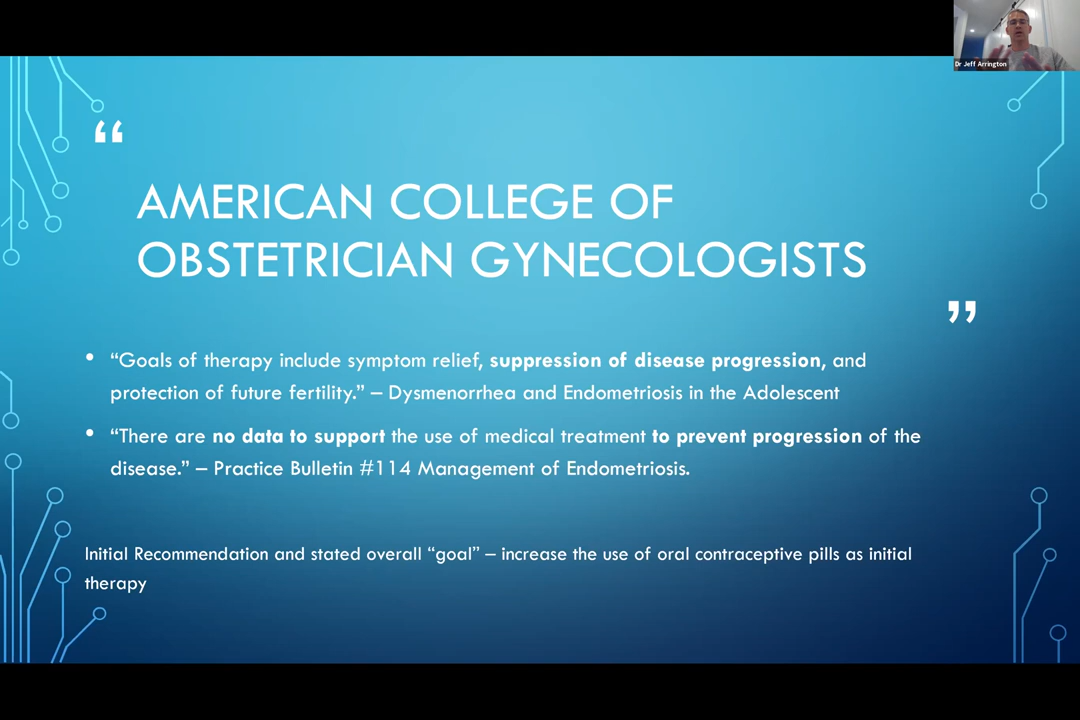 Dr Jeff Arrington
“
AMERICAN COLLEGE OF
OBSTETRICIAN GYNECOLOGISTS
”
• “Goals of therapy include symptom relief, suppression of disease progression, and
protection of future fertility.” – Dysmenorrhea and Endometriosis in the Adolescent
• “There are no data to support the use of medical treatment to prevent progression of the
disease.” – Practice Bulletin #114 Management of Endometriosis.
Initial Recommendation and stated overall “goal” – increase the use of oral contraceptive pills as initial
therapy